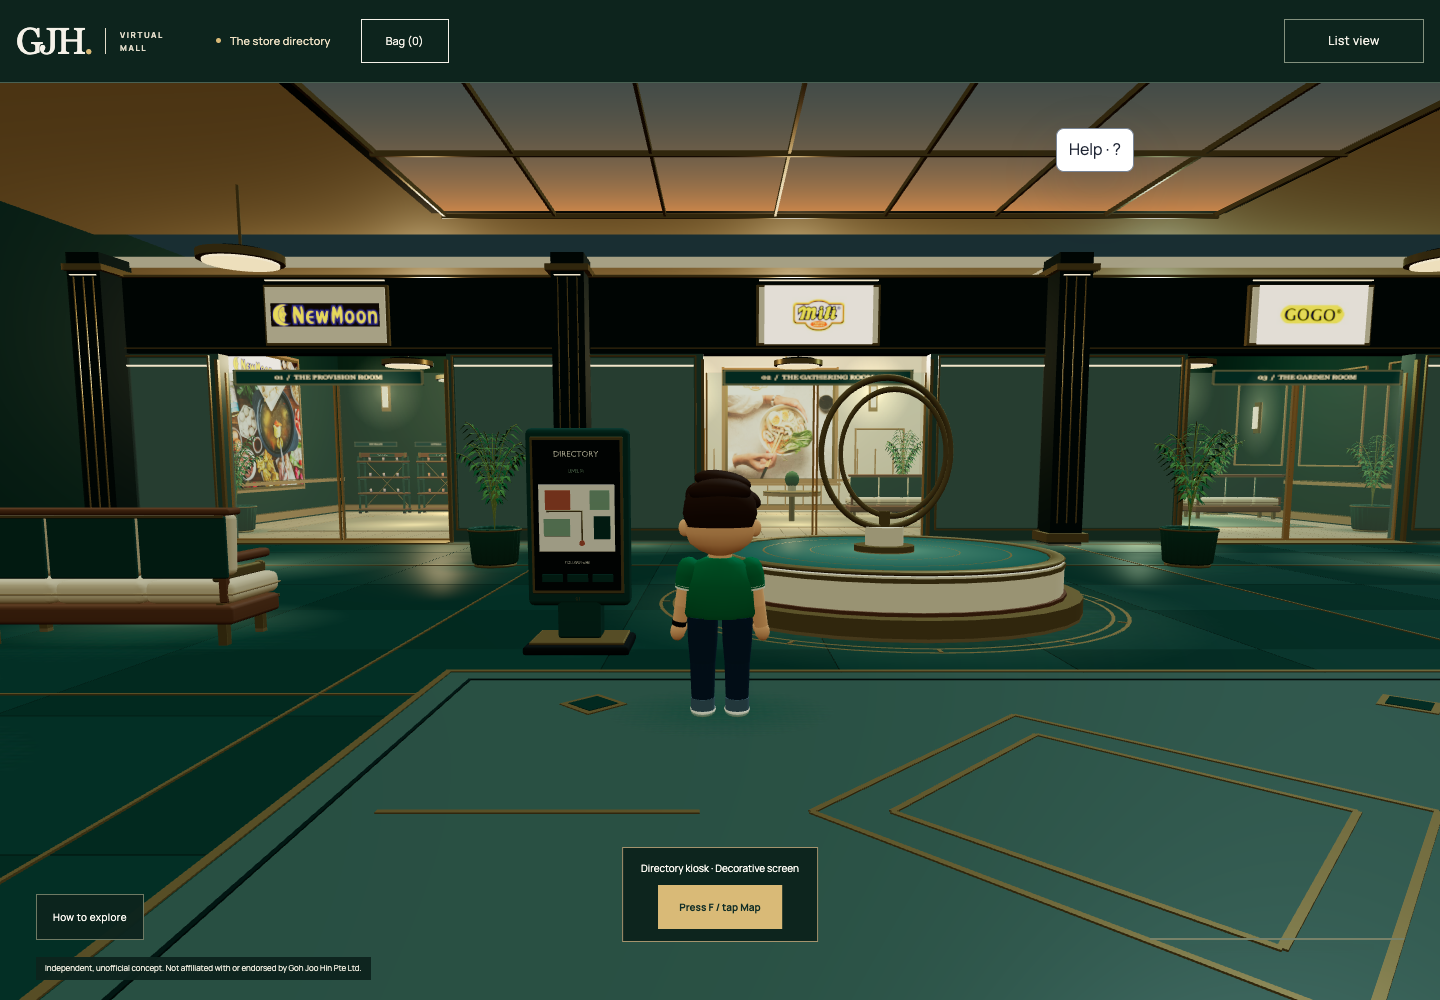 GJH.
VIRTUAL
MALL
The store directory
Bag (0)
List view
Help · ?
NewMoon
mili
GOGO
01 / THE PROVISION ROOM
02 / THE GATHERING ROOM
03 / THE GARDEN ROOM
DIRECTORY
Directory kiosk · Decorative screen
Press F / tap Map
How to explore
Independent, unofficial concept. Not affiliated with or endorsed by Goh Joo Hin Pte Ltd.